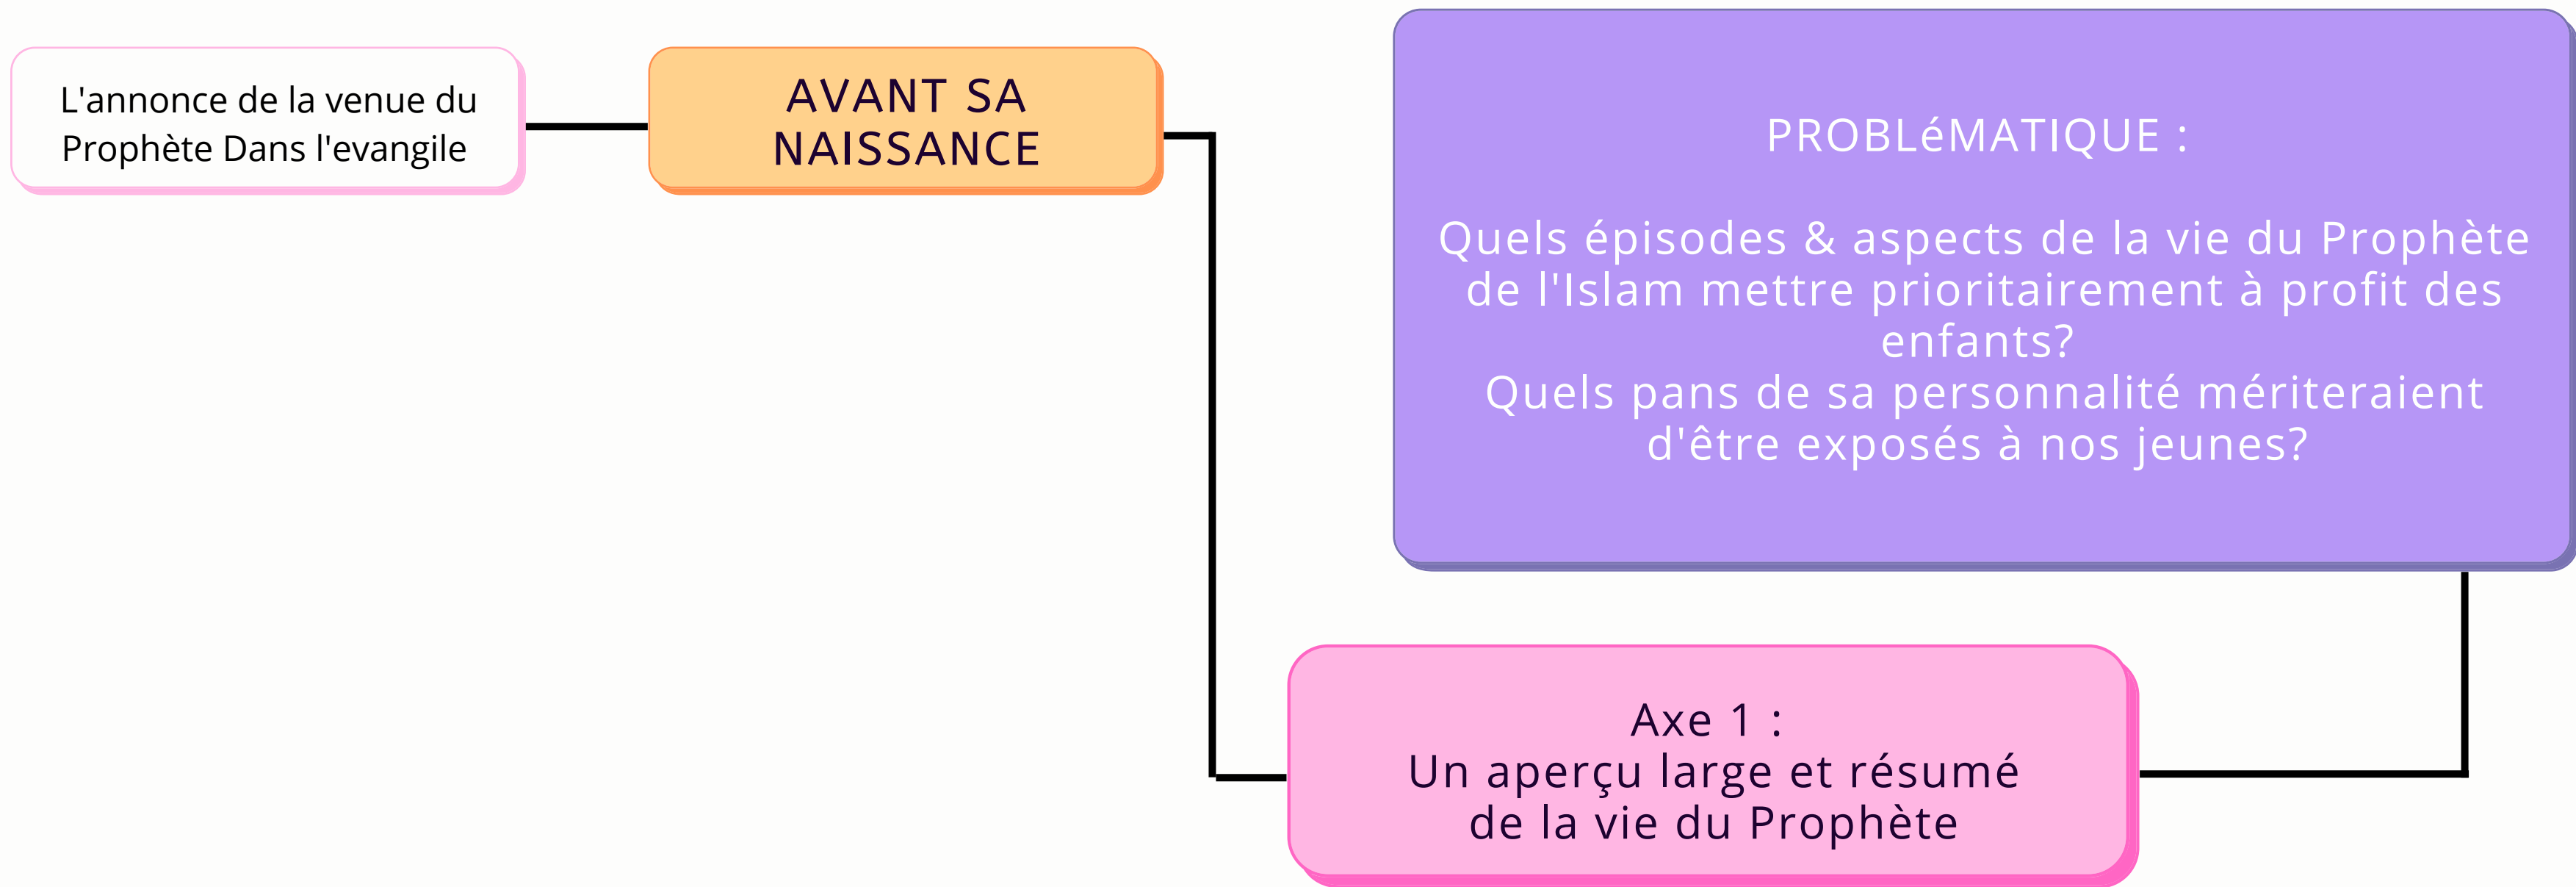 L'annonce de la venue du
Prophète Dans l'evangile
AVANT SA
NAISSANCE
PROBLéMATIQUE :
Quels épisodes & aspects de la vie du Prophète
de l'Islam mettre prioritairement à profit des
enfants?
Quels pans de sa personnalité mériteraient
d'être exposés à nos jeunes?
Axe 1 :
Un aperçu large et résumé
de la vie du Prophète